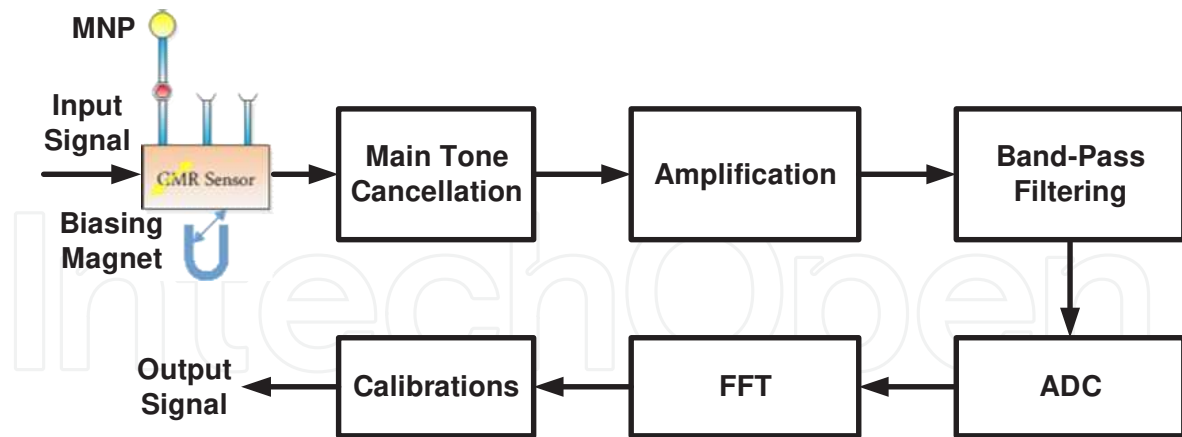 MNP
Input
Signal
GMR Sensor
Biasing
Magnet
Main Tone
Cancellation
Amplification
Band-Pass
Filtering
ADC
FFT
Calibrations
Output
Signal
IntechOpen